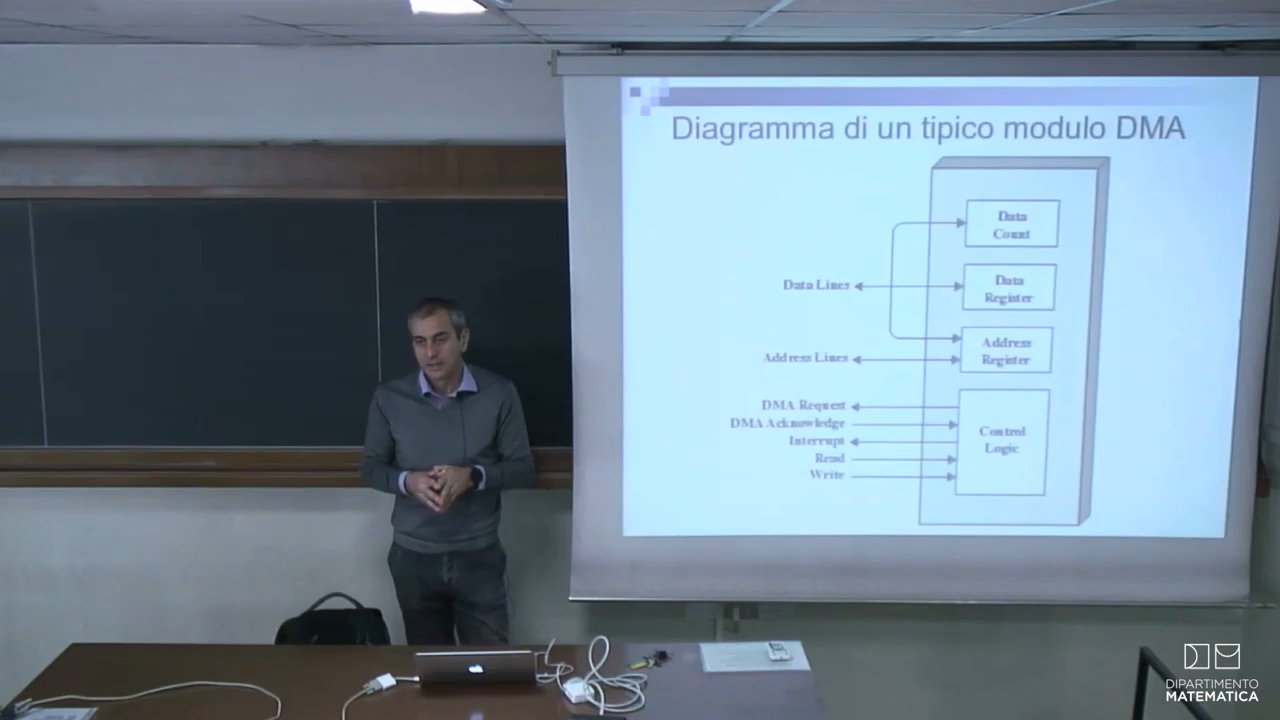 Diagramma di un tipico modulo DMA
Data
Count
Data Lines
Data
Register
Address Lines
Address
Register
DMA Request
DMA Acknowledge
Interrupt
Read
Write
Control
Logic
DIPARTIMENTO
MATEMATICA